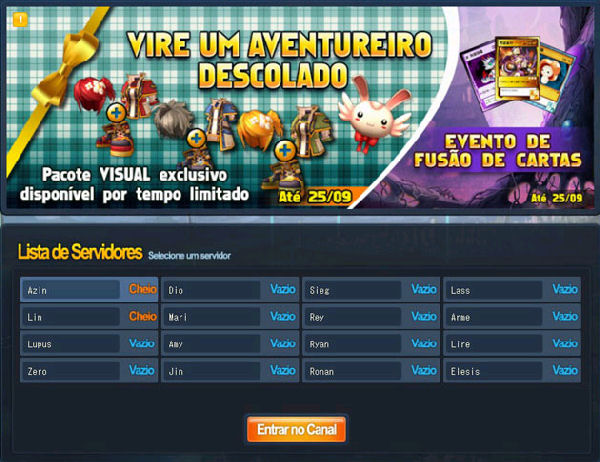 VIRE UM AVENTUREIRO
DESCOLADO
Pacote VISUAL exclusivo
disponível por tempo limitado
Até 25/09
EVENTO DE
FUSÃO DE CARTAS
Até 25/09
Lista de Servidores Selecione um servidor
Azin Cheio Dio Vazio Sieg Vazio Lass Vazio
Lin Cheio Mari Vazio Rey Vazio Arme Vazio
Lupus Vazio Amy Vazio Ryan Vazio Lire Vazio
Zero Vazio Jin Vazio Ronan Vazio Elesis Vazio
Entrar no Canal